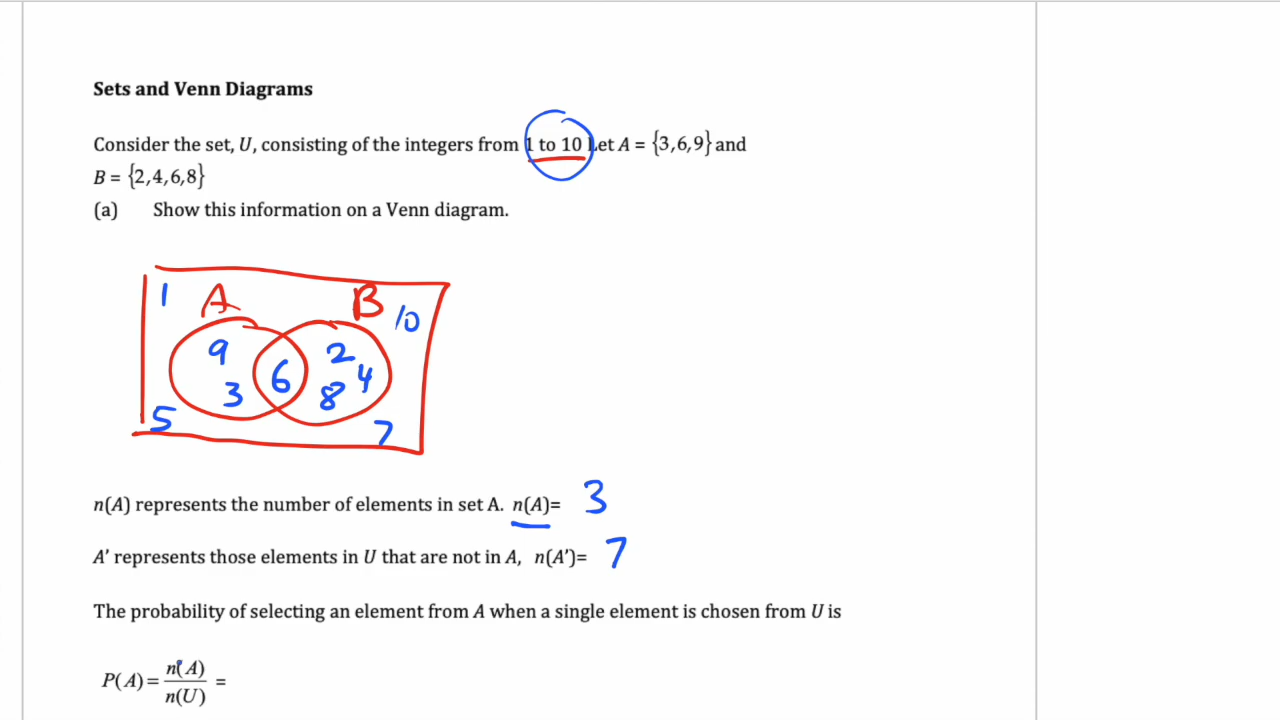 Sets and Venn Diagrams
Consider the set, U, consisting of the integers from 1 to 10 Let A = {3,6,9} and
B = {2,4,6,8}
(a) Show this information on a Venn diagram.
1 A B 10
9 6 2
3 8 4
5 7
n(A) represents the number of elements in set A. n(A)= 3
A' represents those elements in U that are not in A, n(A')= 7
The probability of selecting an element from A when a single element is chosen from U is
P(A) = n(A) / n(U) =